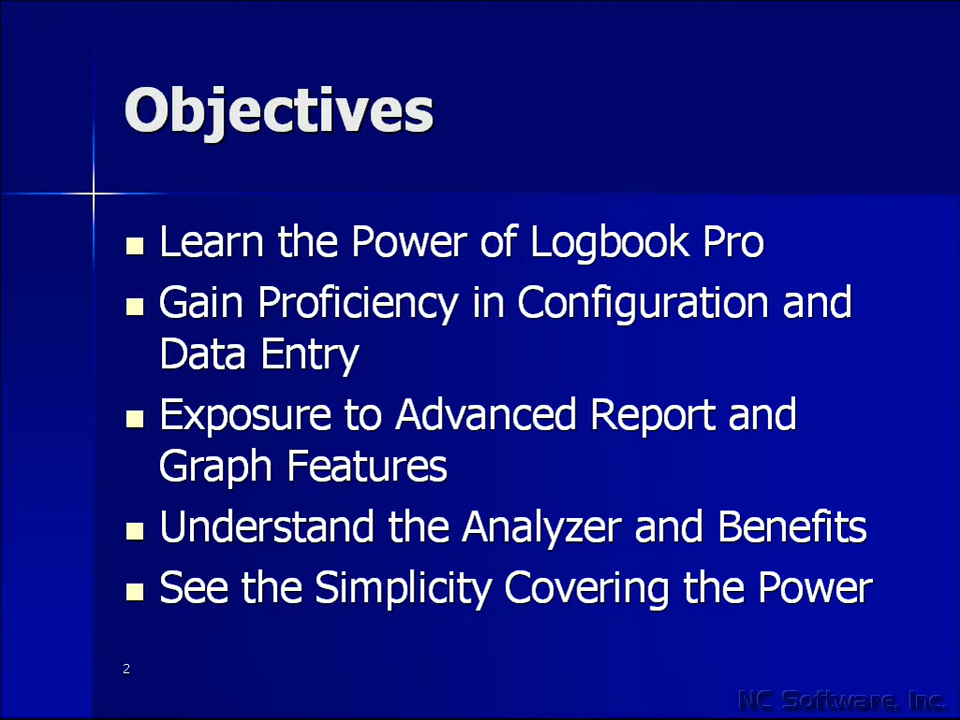 Objectives
Learn the Power of Logbook Pro
Gain Proficiency in Configuration and
Data Entry
Exposure to Advanced Report and
Graph Features
Understand the Analyzer and Benefits
See the Simplicity Covering the Power
2
NC Software, Inc.